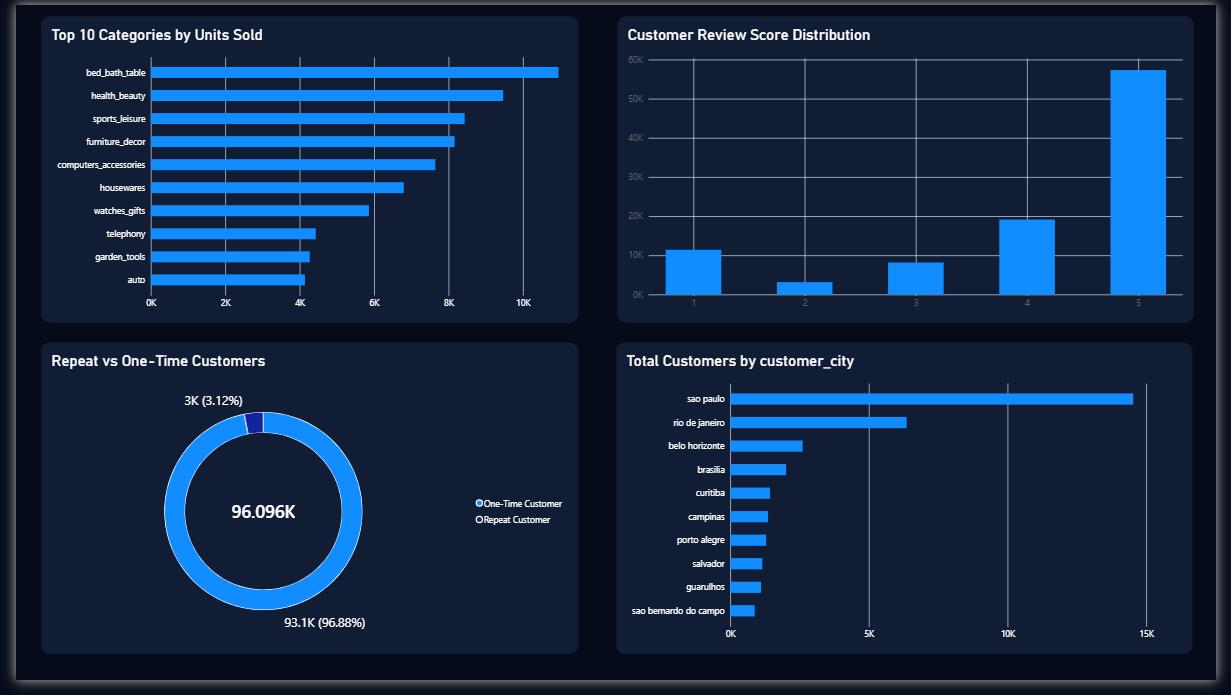 Top 10 Categories by Units Sold
bed_bath_table
health_beauty
sports_leisure
furniture_decor
computers_accessories
housewares
watches_gifts
telephony
garden_tools
auto
0K 2K 4K 6K 8K 10K
Customer Review Score Distribution
60K
50K
40K
30K
20K
10K
0K
1 2 3 4 5
Repeat vs One-Time Customers
3K (3.12%)
96.096K
93.1K (96.88%)
One-Time Customer
Repeat Customer
Total Customers by customer_city
sao paulo
rio de janeiro
belo horizonte
brasilia
curitiba
campinas
porto alegre
salvador
guarulhos
sao bernardo do campo
0K 5K 10K 15K